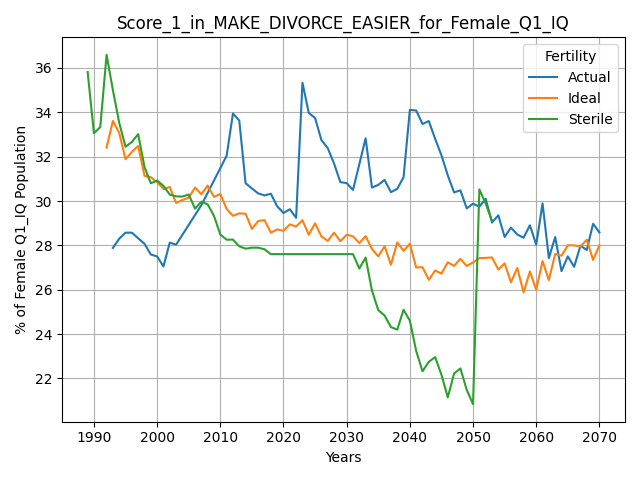 Score_1_in_MAKE_DIVORCE_EASIER_for_Female_Q1_IQ
Fertility
Actual
Ideal
Sterile
% of Female Q1_IQ Population
36
34
32
30
28
26
24
22
1990 2000 2010 2020 2030 2040 2050 2060 2070
Years